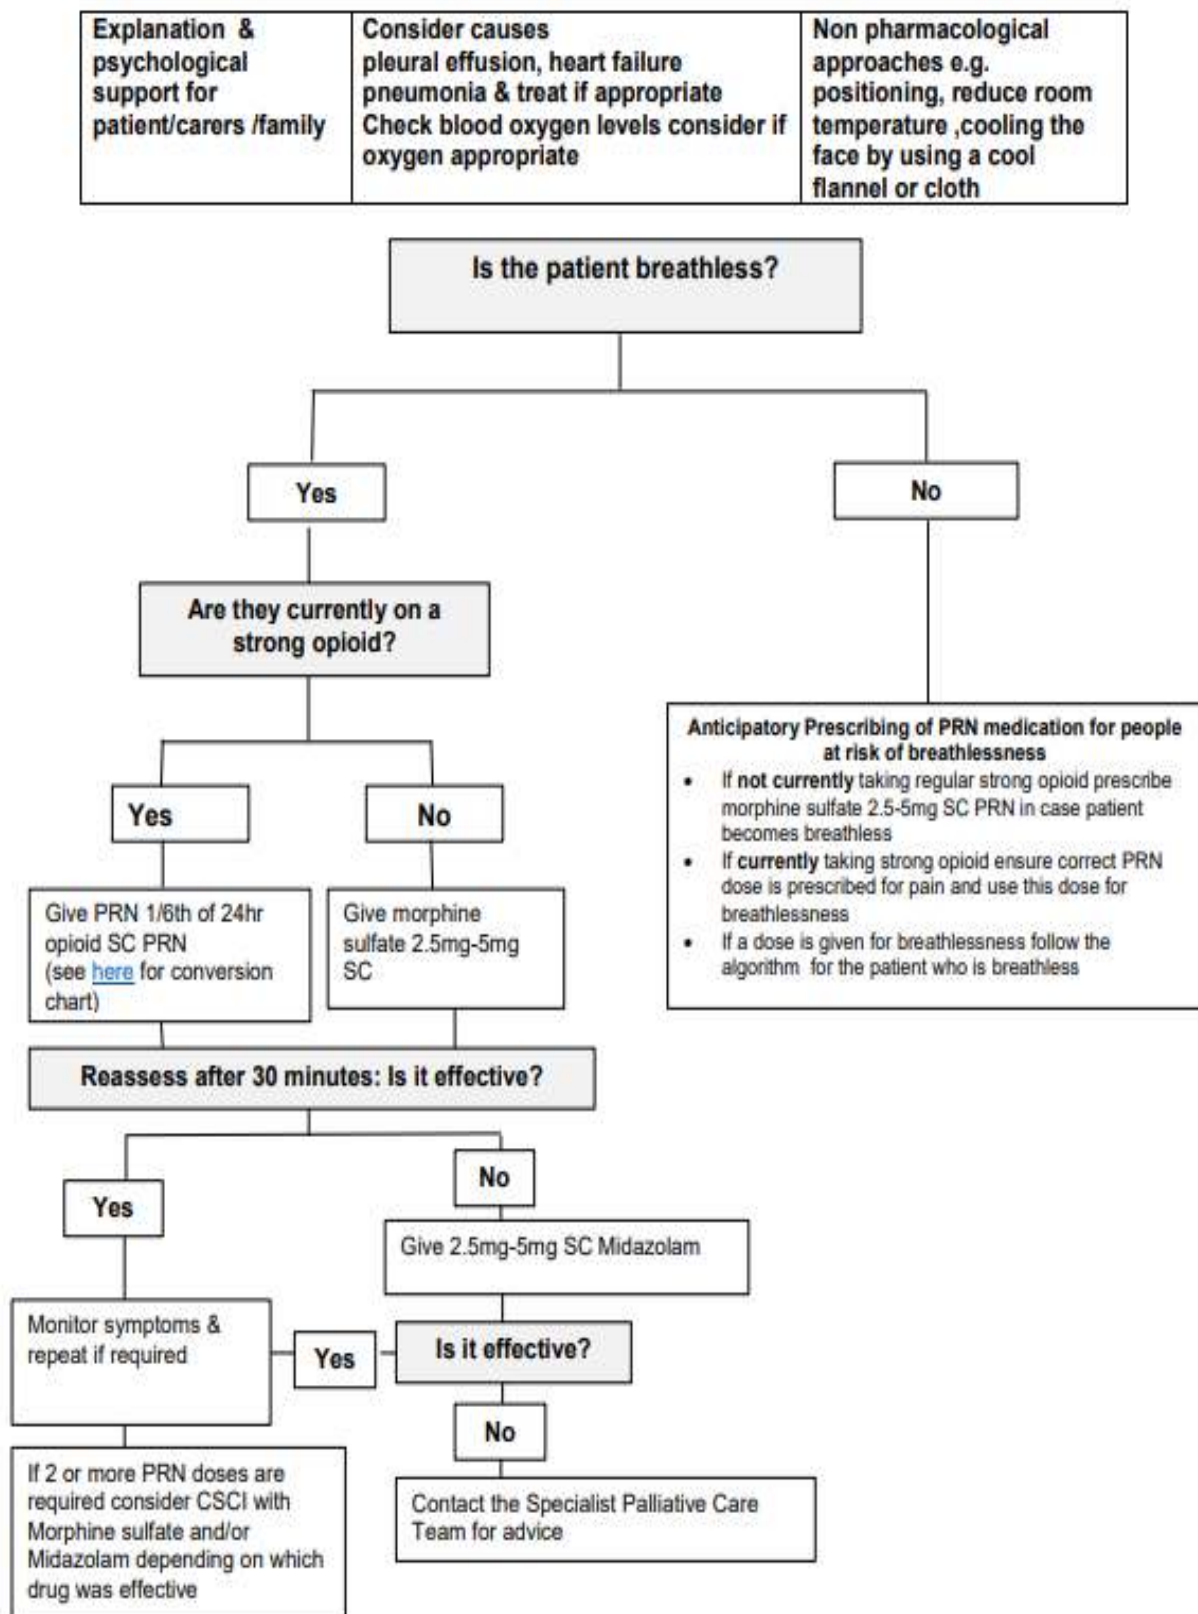 Explanation &
psychological
support for
patient/carers /family
Consider causes
pleural effusion, heart failure
pneumonia & treat if appropriate
Check blood oxygen levels consider if
oxygen appropriate
Non pharmacological
approaches e.g.
positioning, reduce room
temperature ,cooling the
face by using a cool
flannel or cloth
Is the patient breathless?
Yes
No
Are they currently on a
strong opioid?
Yes
No
Anticipatory Prescribing of PRN medication for people
at risk of breathlessness
• If not currently taking regular strong opioid prescribe
morphine sulfate 2.5-5mg SC PRN in case patient
becomes breathless
• If currently taking strong opioid ensure correct PRN
dose is prescribed for pain and use this dose for
breathlessness
• If a dose is given for breathlessness follow the
algorithm for the patient who is breathless
Give PRN 1/6th of 24hr
opioid SC PRN
(see here for conversion
chart)
Give morphine
sulfate 2.5mg-5mg
SC
Reassess after 30 minutes: Is it effective?
Yes
No
Give 2.5mg-5mg SC Midazolam
Monitor symptoms &
repeat if required
Yes
Is it effective?
No
If 2 or more PRN doses are
required consider CSCI with
Morphine sulfate and/or
Midazolam depending on which
drug was effective
Contact the Specialist Palliative Care
Team for advice